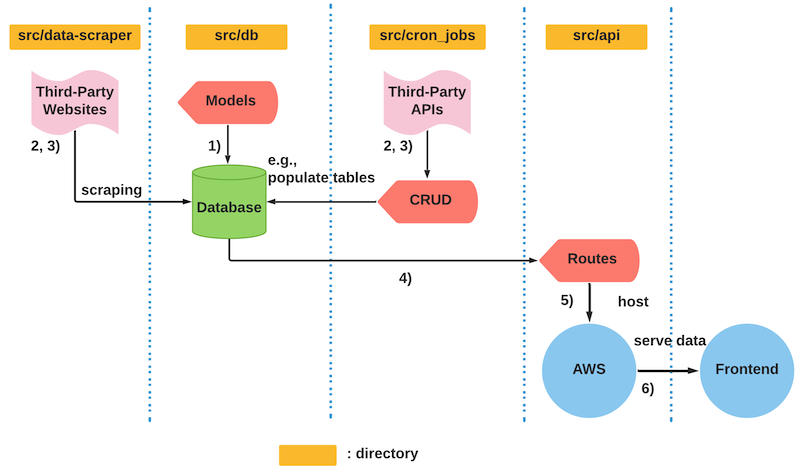 src/data-scraper
src/db
src/cron_jobs
src/api
Third-Party
Websites
Models
Third-Party
APIs
2, 3)
1)
e.g.,
populate tables
2, 3)
scraping
Database
CRUD
4)
Routes
5)
host
serve data
AWS
Frontend
6)
: directory